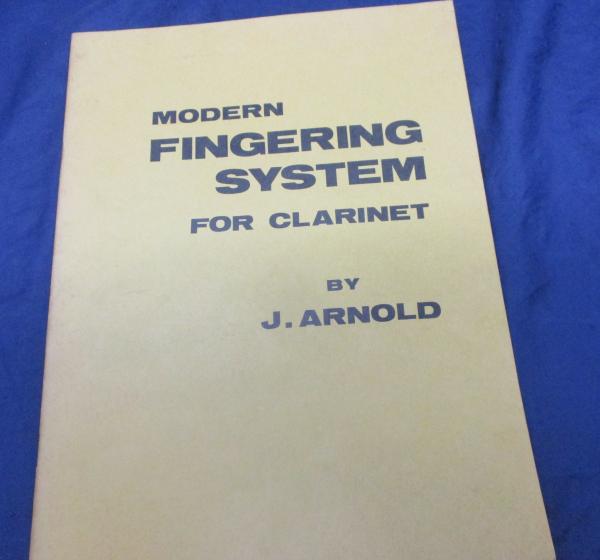 MODERN
FINGERING
SYSTEM
FOR CLARINET
BY
J. ARNOLD